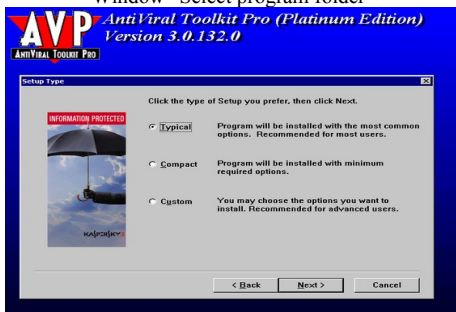 Window "Select program folder"
AVP
ANTIVIRAL TOOLKIT PRO
AntiViral Toolkit Pro (Platinum Edition)
Version 3.0.132.0
Setup Type
Click the type of Setup you prefer, then click Next.
INFORMATION PROTECTED
KASPERSKY
Typical
Program will be installed with the most common
options. Recommended for most users.
Compact
Program will be installed with minimum
required options.
Custom
You may choose the options you want to
install. Recommended for advanced users.
< Back
Next >
Cancel